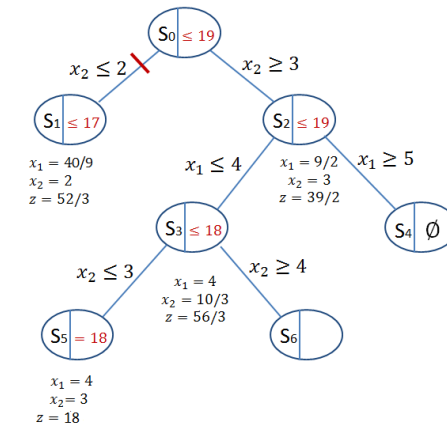 S₀ ≤ 19
x₂ ≤ 2
x₂ ≥ 3
S₁ ≤ 17
S₂ ≤ 19
x₁ = 40/9
x₂ = 2
z = 52/3
x₁ ≤ 4
x₁ = 9/2
x₂ = 3
z = 39/2
x₁ ≥ 5
S₃ ≤ 18
S₄ Ø
x₂ ≤ 3
x₁ = 4
x₂ = 10/3
z = 56/3
x₂ ≥ 4
S₅ = 18
S₆
x₁ = 4
x₂= 3
z = 18